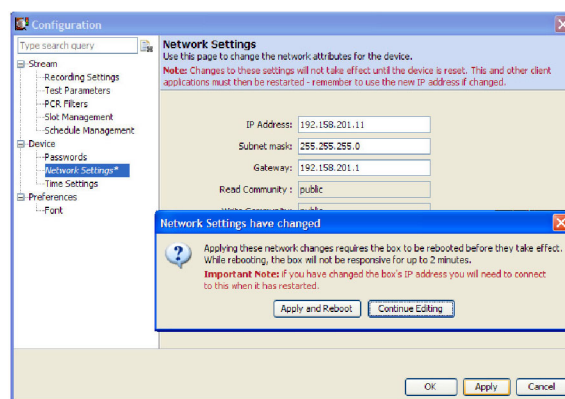 Configuration
Type search query
Stream
Recording Settings
Test Parameters
PCR Filters
Slot Management
Schedule Management
Device
Passwords
Network Settings*
Time Settings
Preferences
Font
Network Settings
Use this page to change the network attributes for the device.
Note: Changes to these settings will not take effect until the device is reset. This and other client
applications must then be restarted - remember to use the new IP address if changed.
IP Address: 192.158.201.11
Subnet mask: 255.255.255.0
Gateway: 192.158.201.1
Read Community : public
Network Settings have changed
Applying these network changes requires the box to be rebooted before they take effect.
While rebooting, the box will not be responsive for up to 2 minutes.
Important Note: if you have changed the box's IP address you will need to connect
to this when it has restarted.
Apply and Reboot
Continue Editing
OK
Apply
Cancel